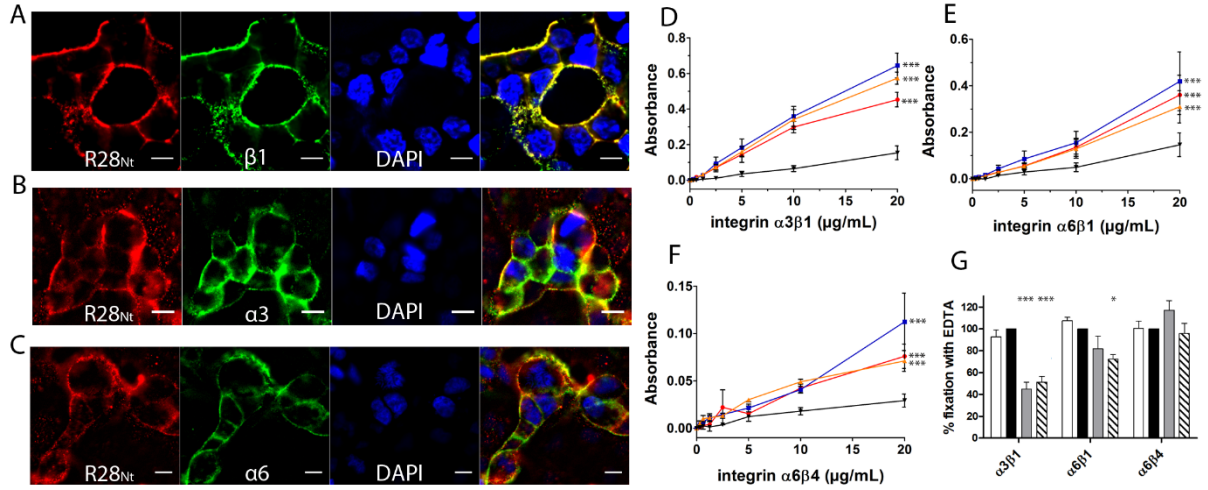 A
R28Nt
β1
DAPI
B
R28Nt
α3
DAPI
C
R28Nt
α6
DAPI
D
Absorbance
0.8
0.6
0.4
0.2
0.0
0 5 10 15 20
integrin α3β1 (μg/mL)
***
***
***
E
Absorbance
0.6
0.4
0.2
0.0
0 5 10 15 20
integrin α6β1 (μg/mL)
***
***
***
F
Absorbance
0.15
0.10
0.05
0.00
0 5 10 15 20
integrin α6β4 (μg/mL)
***
***
***
G
% fixation with EDTA
120
100
80
60
40
20
0
*** *** *
α3β1
α6β1
α6β4